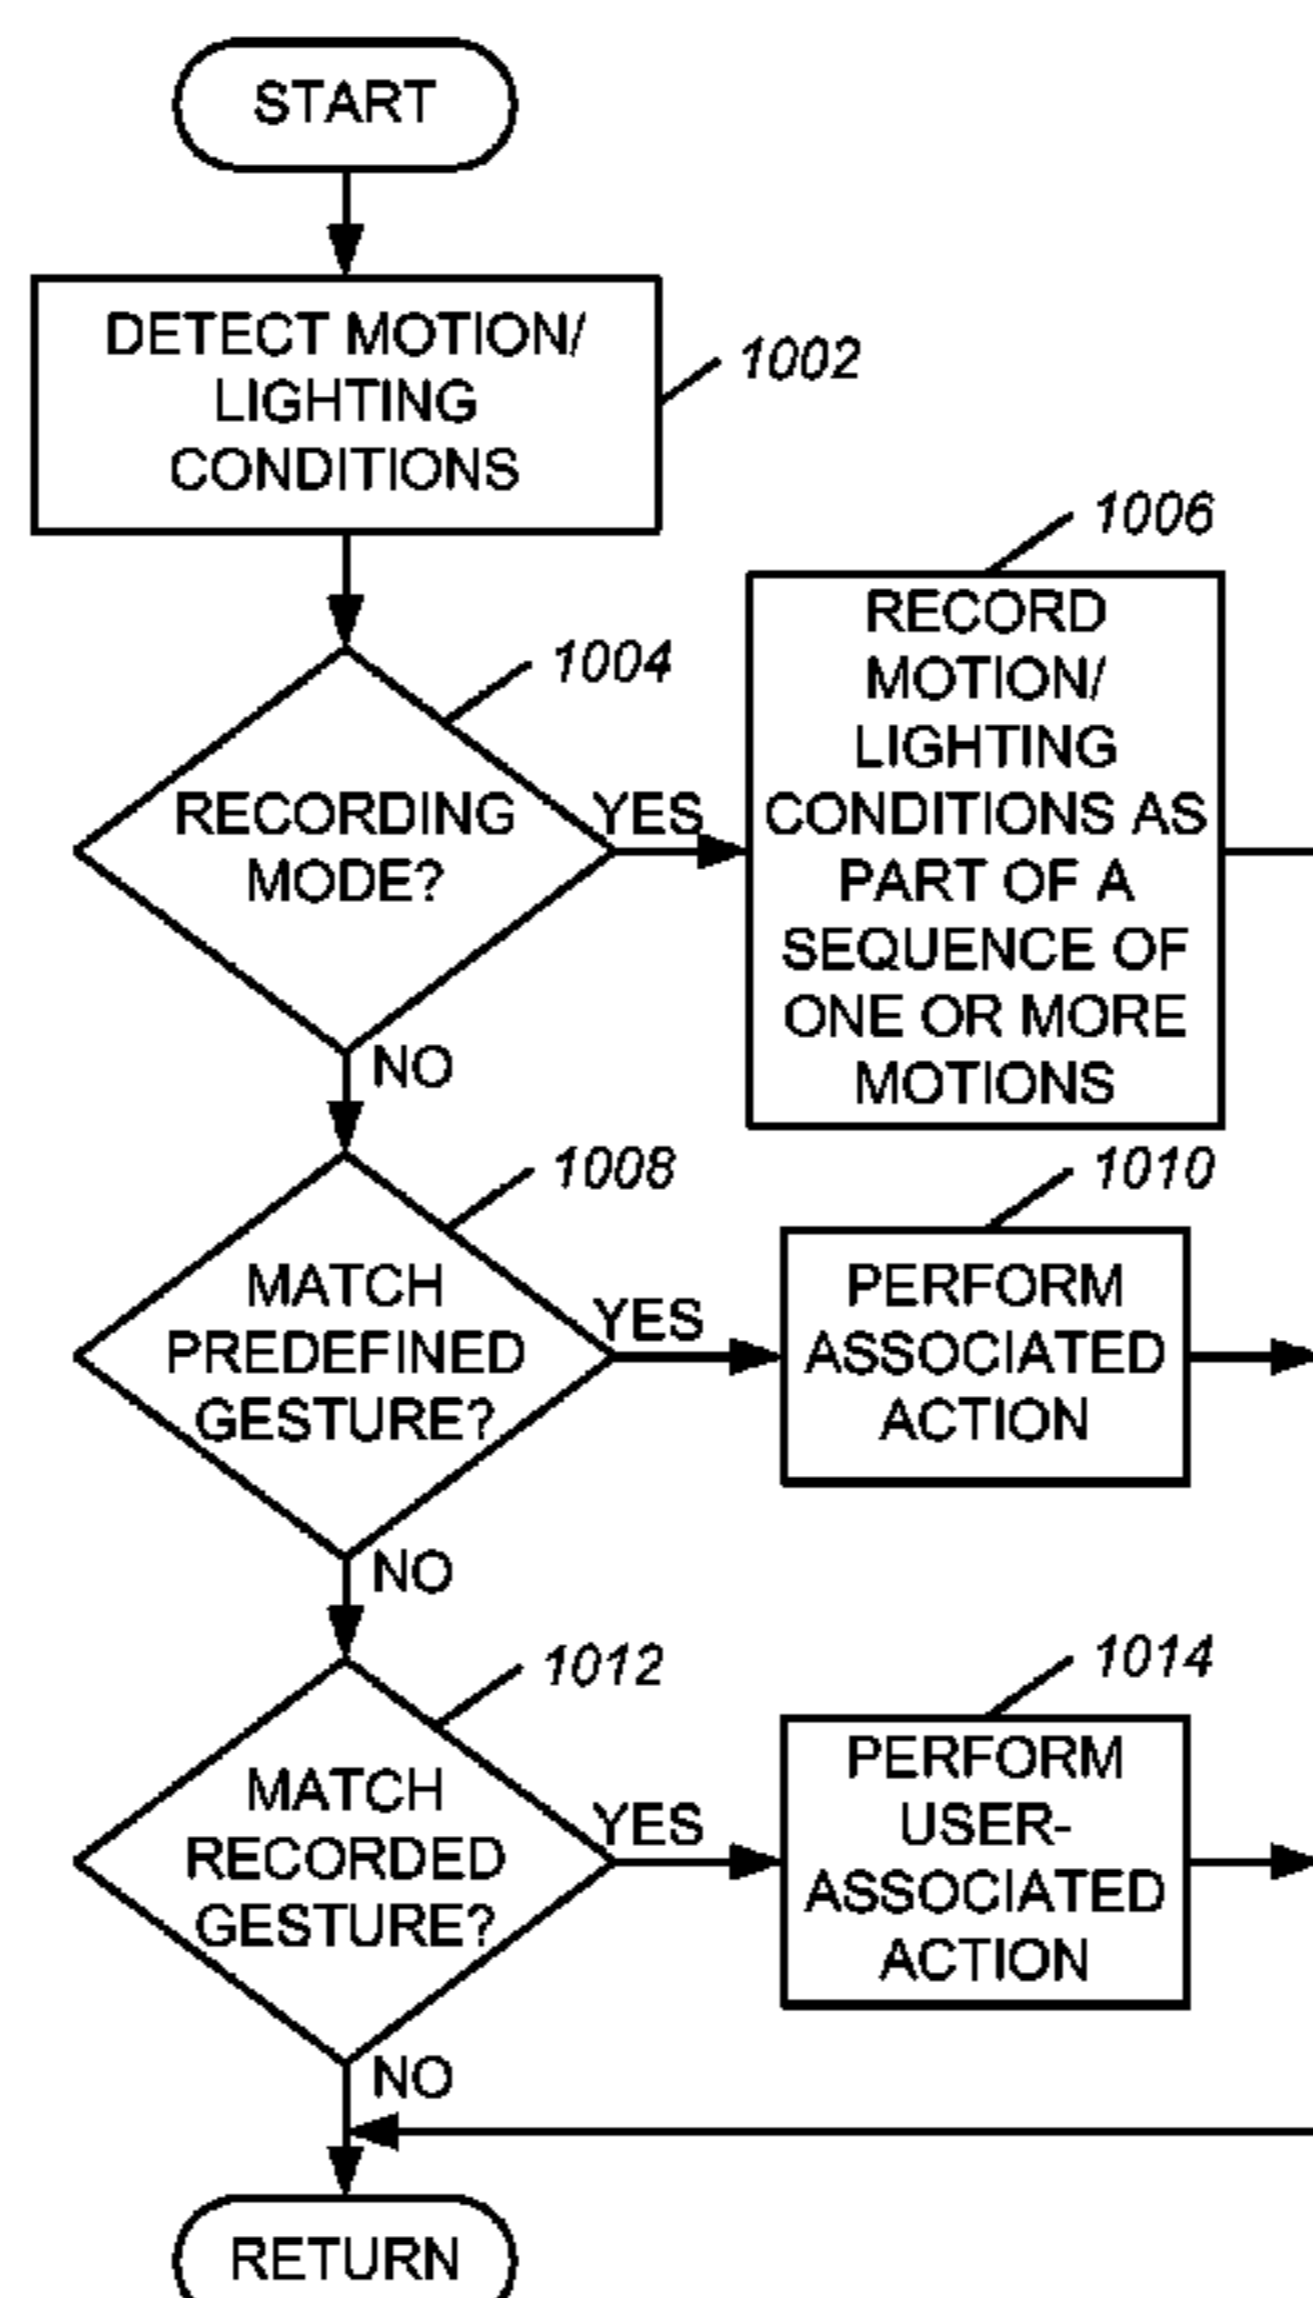 START
DETECT MOTION/
LIGHTING
CONDITIONS
1002
1004
RECORDING
MODE?
YES
NO
1006
RECORD
MOTION/
LIGHTING
CONDITIONS AS
PART OF A
SEQUENCE OF
ONE OR MORE
MOTIONS
1008
MATCH
PREDEFINED
GESTURE?
YES
NO
1010
PERFORM
ASSOCIATED
ACTION
1012
MATCH
RECORDED
GESTURE?
YES
NO
1014
PERFORM
USER-
ASSOCIATED
ACTION
RETURN